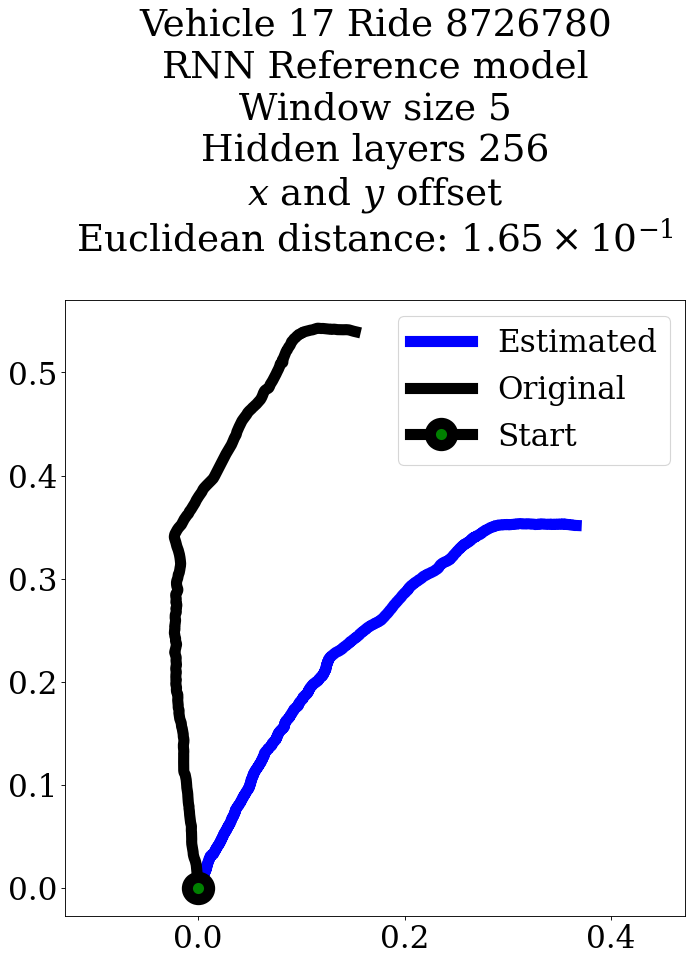 Vehicle 17 Ride 8726780
RNN Reference model
Window size 5
Hidden layers 256
x and y offset
Euclidean distance: 1.65 × 10⁻¹
Estimated
Original
Start
0.5
0.4
0.3
0.2
0.1
0.0
0.0 0.2 0.4